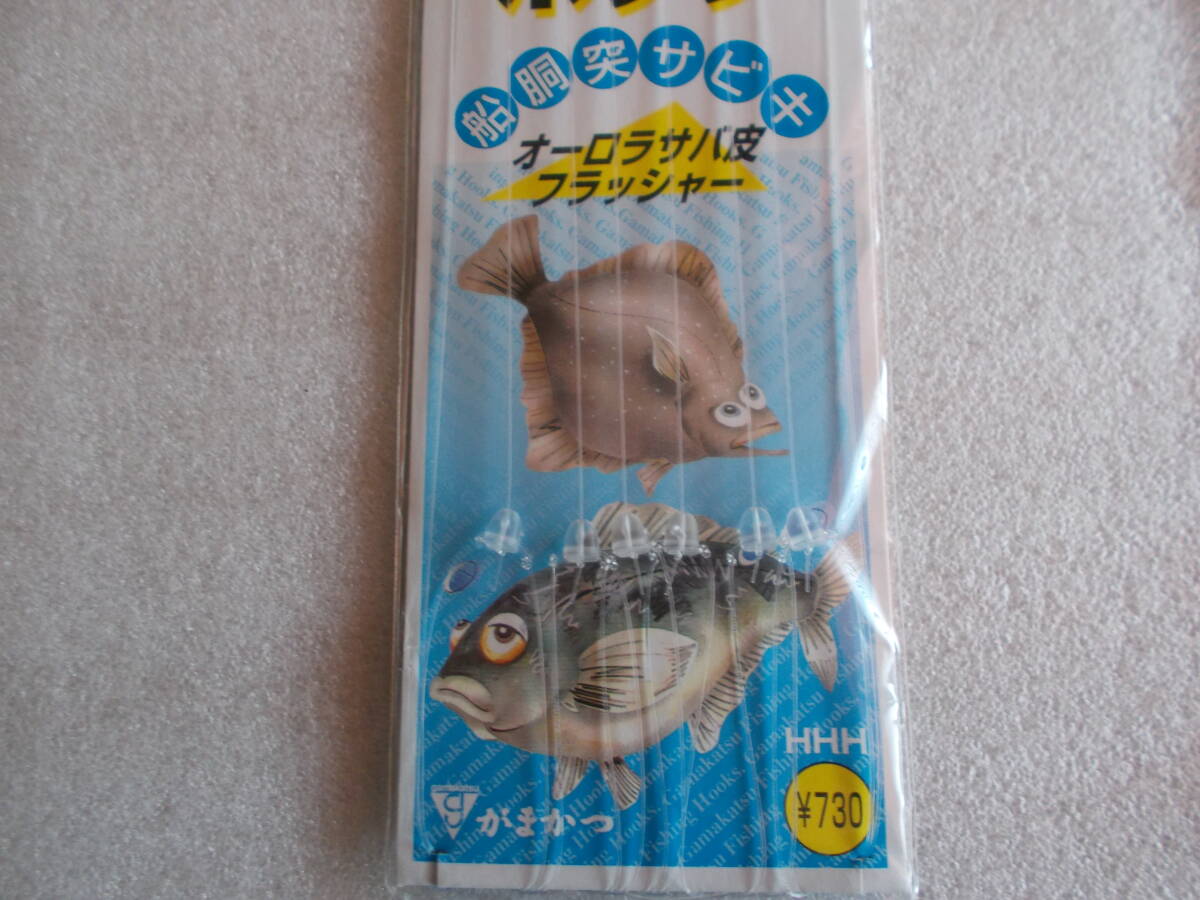 船胴突サビキ
オーロラサバ皮
フラッシャー
HHH
¥730
gamakatsu
がまかつ